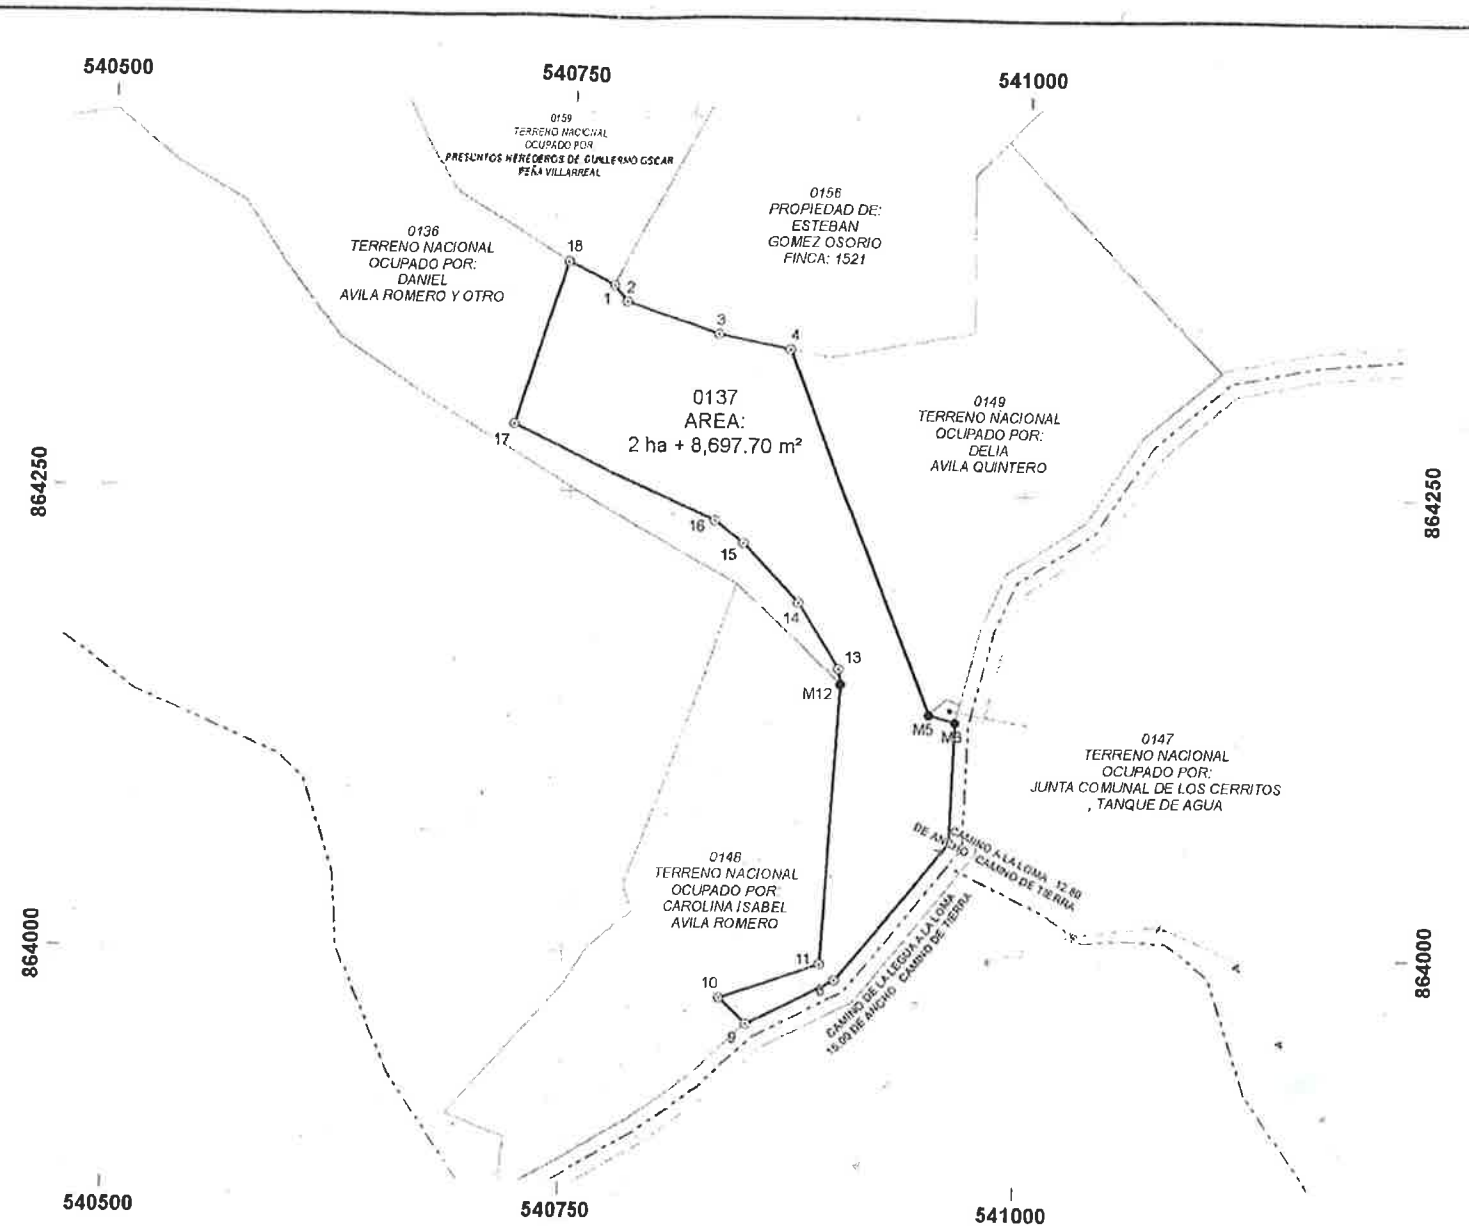 540500
540750
541000
0159
TERRENO NACIONAL
OCUPADO POR
PRESUNTOS HEREDEROS DE GUILLERMO OSCAR
PEÑA VILLARREAL
0156
PROPIEDAD DE:
ESTEBAN
GOMEZ OSORIO
FINCA: 1521
0136
TERRENO NACIONAL
OCUPADO POR:
DANIEL
AVILA ROMERO Y OTRO
18
1
2
3
4
0137
AREA:
2 ha + 8,697.70 m²
0149
TERRENO NACIONAL
OCUPADO POR:
DELIA
AVILA QUINTERO
17
864250
864250
16
15
14
13
M12
M5
M6
0147
TERRENO NACIONAL
OCUPADO POR:
JUNTA COMUNAL DE LOS CERRITOS
, TANQUE DE AGUA
7
CAMINO A LA LOMA 12.80
DE ANCHO CAMINO DE TIERRA
0148
TERRENO NACIONAL
OCUPADO POR:
CAROLINA ISABEL
AVILA ROMERO
CAMINO DE LA LEGUA A LA LOMA
15.00 DE ANCHO CAMINO DE TIERRA
864000
864000
11
10
8
9
540500
540750
541000